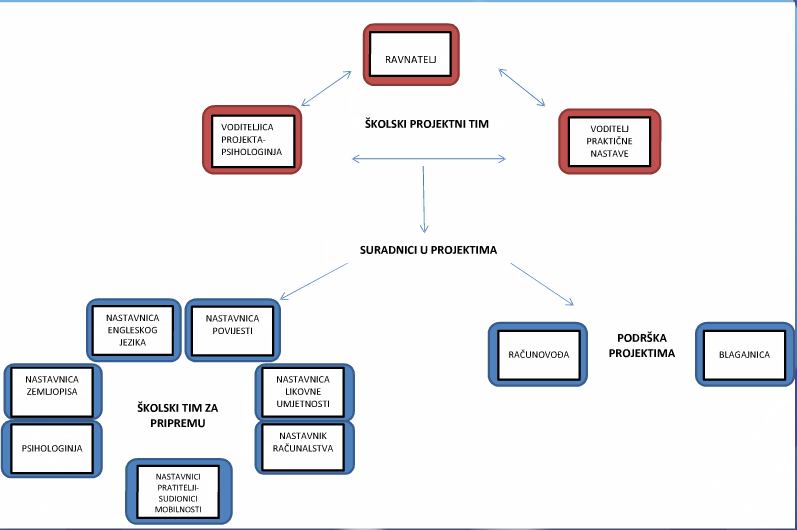 RAVNATELJ
VODITELJICA
PROJEKTA-
PSIHOLOGINJA
ŠKOLSKI PROJEKTNI TIM
VODITELJ
PRAKTIČNE
NASTAVE
SURADNICI U PROJEKTIMA
NASTAVNICA
ENGLESKOG
JEZIKA
NASTAVNICA
POVIJESTI
RAČUNOVOĐA
PODRŠKA
PROJEKTIMA
BLAGAJNICA
NASTAVNICA
ZEMLJOPISA
NASTAVNICA
LIKOVNE
UMJETNOSTI
ŠKOLSKI TIM ZA
PRIPREMU
PSIHOLOGINJA
NASTAVNIK
RAČUNALSTVA
NASTAVNICI
PRATITELJI-
SUDIONICI
MOBILNOSTI